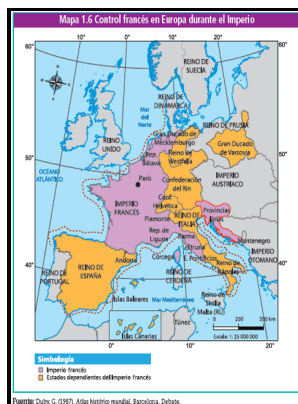 Mapa 1.6 Control francés en Europa durante el Imperio
60°
60°
50°
50°
40°
40°
10°
0°
10°
20°
REINO DE
SUECIA
REINO DE
DINAMARCA
Mar
del
Norte
REINO
UNIDO
REINO DE PRUSIA
Gran Ducado de
Mecklemburgo
Gran Ducado
de Varsovia
Rep.
Bátava
Reino de
Westfalia
OCÉANO
ATLÁNTICO
París
Confederación
del Rin
IMPERIO
AUSTRIACO
IMPERIO
FRANCÉS
Conf.
Helvética
Piamonte
REINO DE
ITALIA
Provincias
Ilirias
Rep. de
Liguria
Parma
Etruria
Montenegro
IMPERIO
OTOMANO
Andorra
Córcega
E. Pontificios
REINO DE
PORTUGAL
REINO DE
ESPAÑA
Reino de
Nápoles
Islas Baleares
Mar Mediterráneo
REINO DE
CERDEÑA
Reino de
Sicilia
Malta (RU)
Túnez
Islas Canarias
0 250 500 km
Escala: 1: 25 000 000
10°
0°
10°
Simbología
Imperio francés
Estados dependientes del Imperio francés
Fuente: Duby, G. (1987). Atlas histórico mundial. Barcelona, Debate.